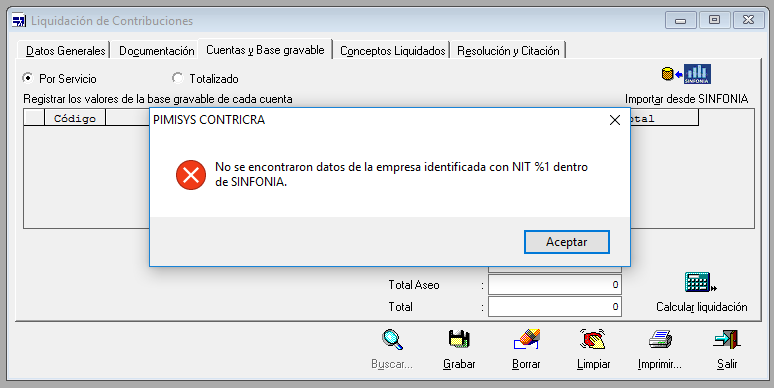 Liquidación de Contribuciones
Datos Generales Documentación Cuentas y Base gravable Conceptos Liquidados Resolución y Citación
Por Servicio Totalizado
SINFONIA
Registrar los valores de la base gravable de cada cuenta Importar desde SINFONIA
Código
PIMISYS CONTRICRA
No se encontraron datos de la empresa identificada con NIT %1 dentro
de SINFONIA.
Aceptar
Total Aseo : 0
Total : 0
Calcular liquidación
Buscar... Grabar Borrar Limpiar Imprimir... Salir